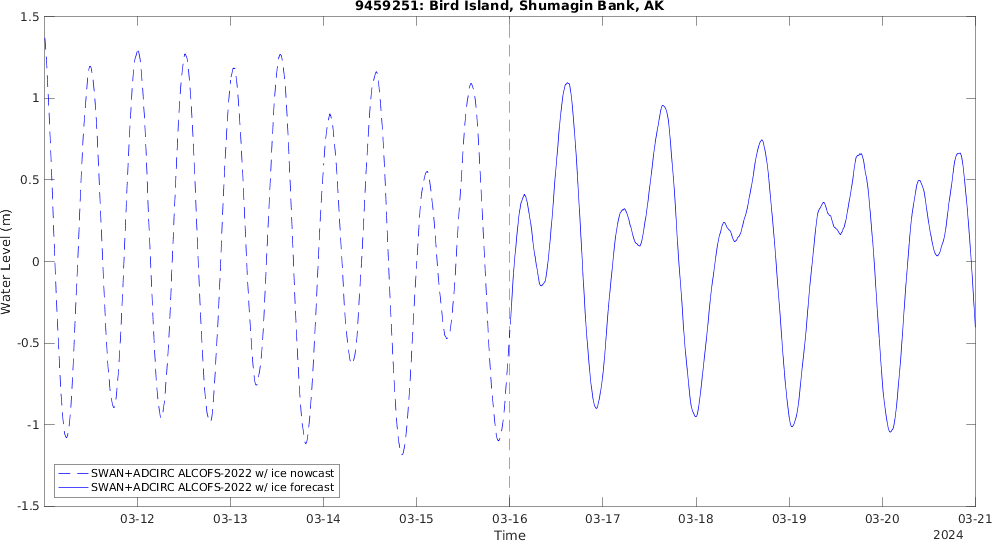 9459251: Bird Island, Shumagin Bank, AK
1.5
1
0.5
0
-0.5
-1
-1.5
Water Level (m)
SWAN+ADCIRC ALCOFS-2022 w/ ice nowcast
SWAN+ADCIRC ALCOFS-2022 w/ ice forecast
03-12 03-13 03-14 03-15 03-16 03-17 03-18 03-19 03-20 03-21
Time
2024